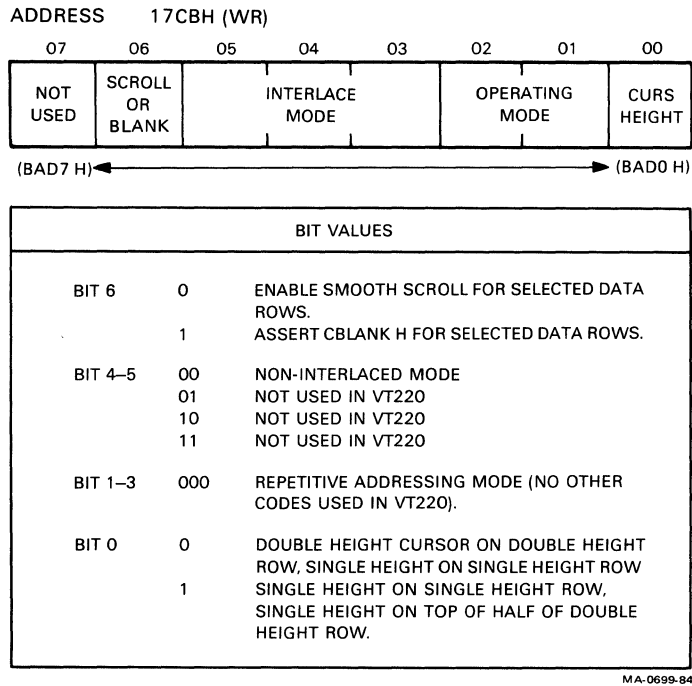 ADDRESS 17CBH (WR)
07 06 05 04 03 02 01 00
NOT USED SCROLL OR BLANK INTERLACE MODE OPERATING MODE CURS HEIGHT
(BAD7 H) (BAD0 H)
BIT VALUES
BIT 6 0 ENABLE SMOOTH SCROLL FOR SELECTED DATA
ROWS.
1 ASSERT CBLANK H FOR SELECTED DATA ROWS.
BIT 4–5 00 NON-INTERLACED MODE
01 NOT USED IN VT220
10 NOT USED IN VT220
11 NOT USED IN VT220
BIT 1–3 000 REPETITIVE ADDRESSING MODE (NO OTHER
CODES USED IN VT220).
BIT 0 0 DOUBLE HEIGHT CURSOR ON DOUBLE HEIGHT
ROW, SINGLE HEIGHT ON SINGLE HEIGHT ROW
1 SINGLE HEIGHT ON SINGLE HEIGHT ROW,
SINGLE HEIGHT ON TOP OF HALF OF DOUBLE
HEIGHT ROW.
MA-0699-84